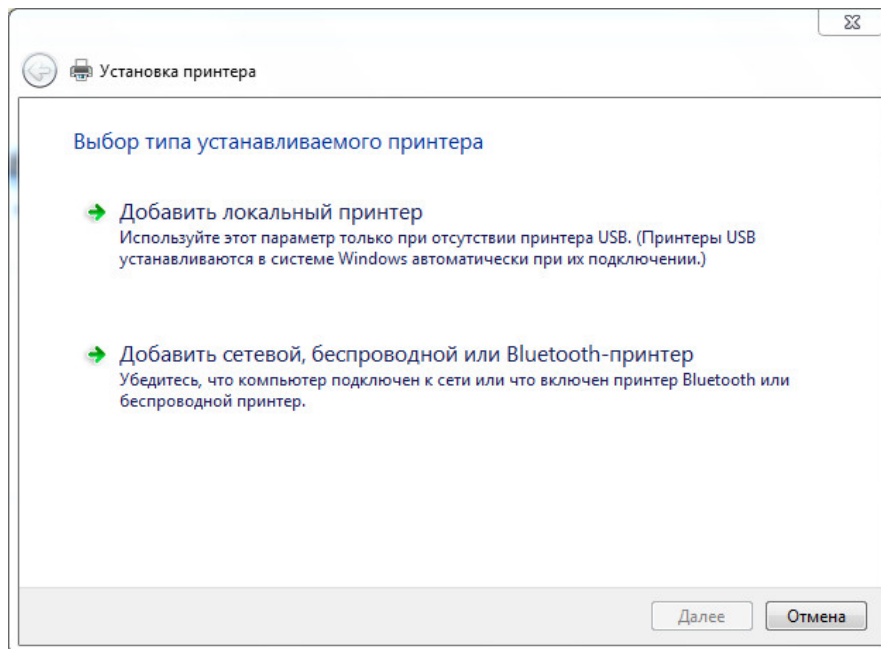 Установка принтера
Выбор типа устанавливаемого принтера
Добавить локальный принтер
Используйте этот параметр только при отсутствии принтера USB. (Принтеры USB
устанавливаются в системе Windows автоматически при их подключении.)
Добавить сетевой, беспроводной или Bluetooth-принтер
Убедитесь, что компьютер подключен к сети или что включен принтер Bluetooth или
беспроводной принтер.
Далее Отмена